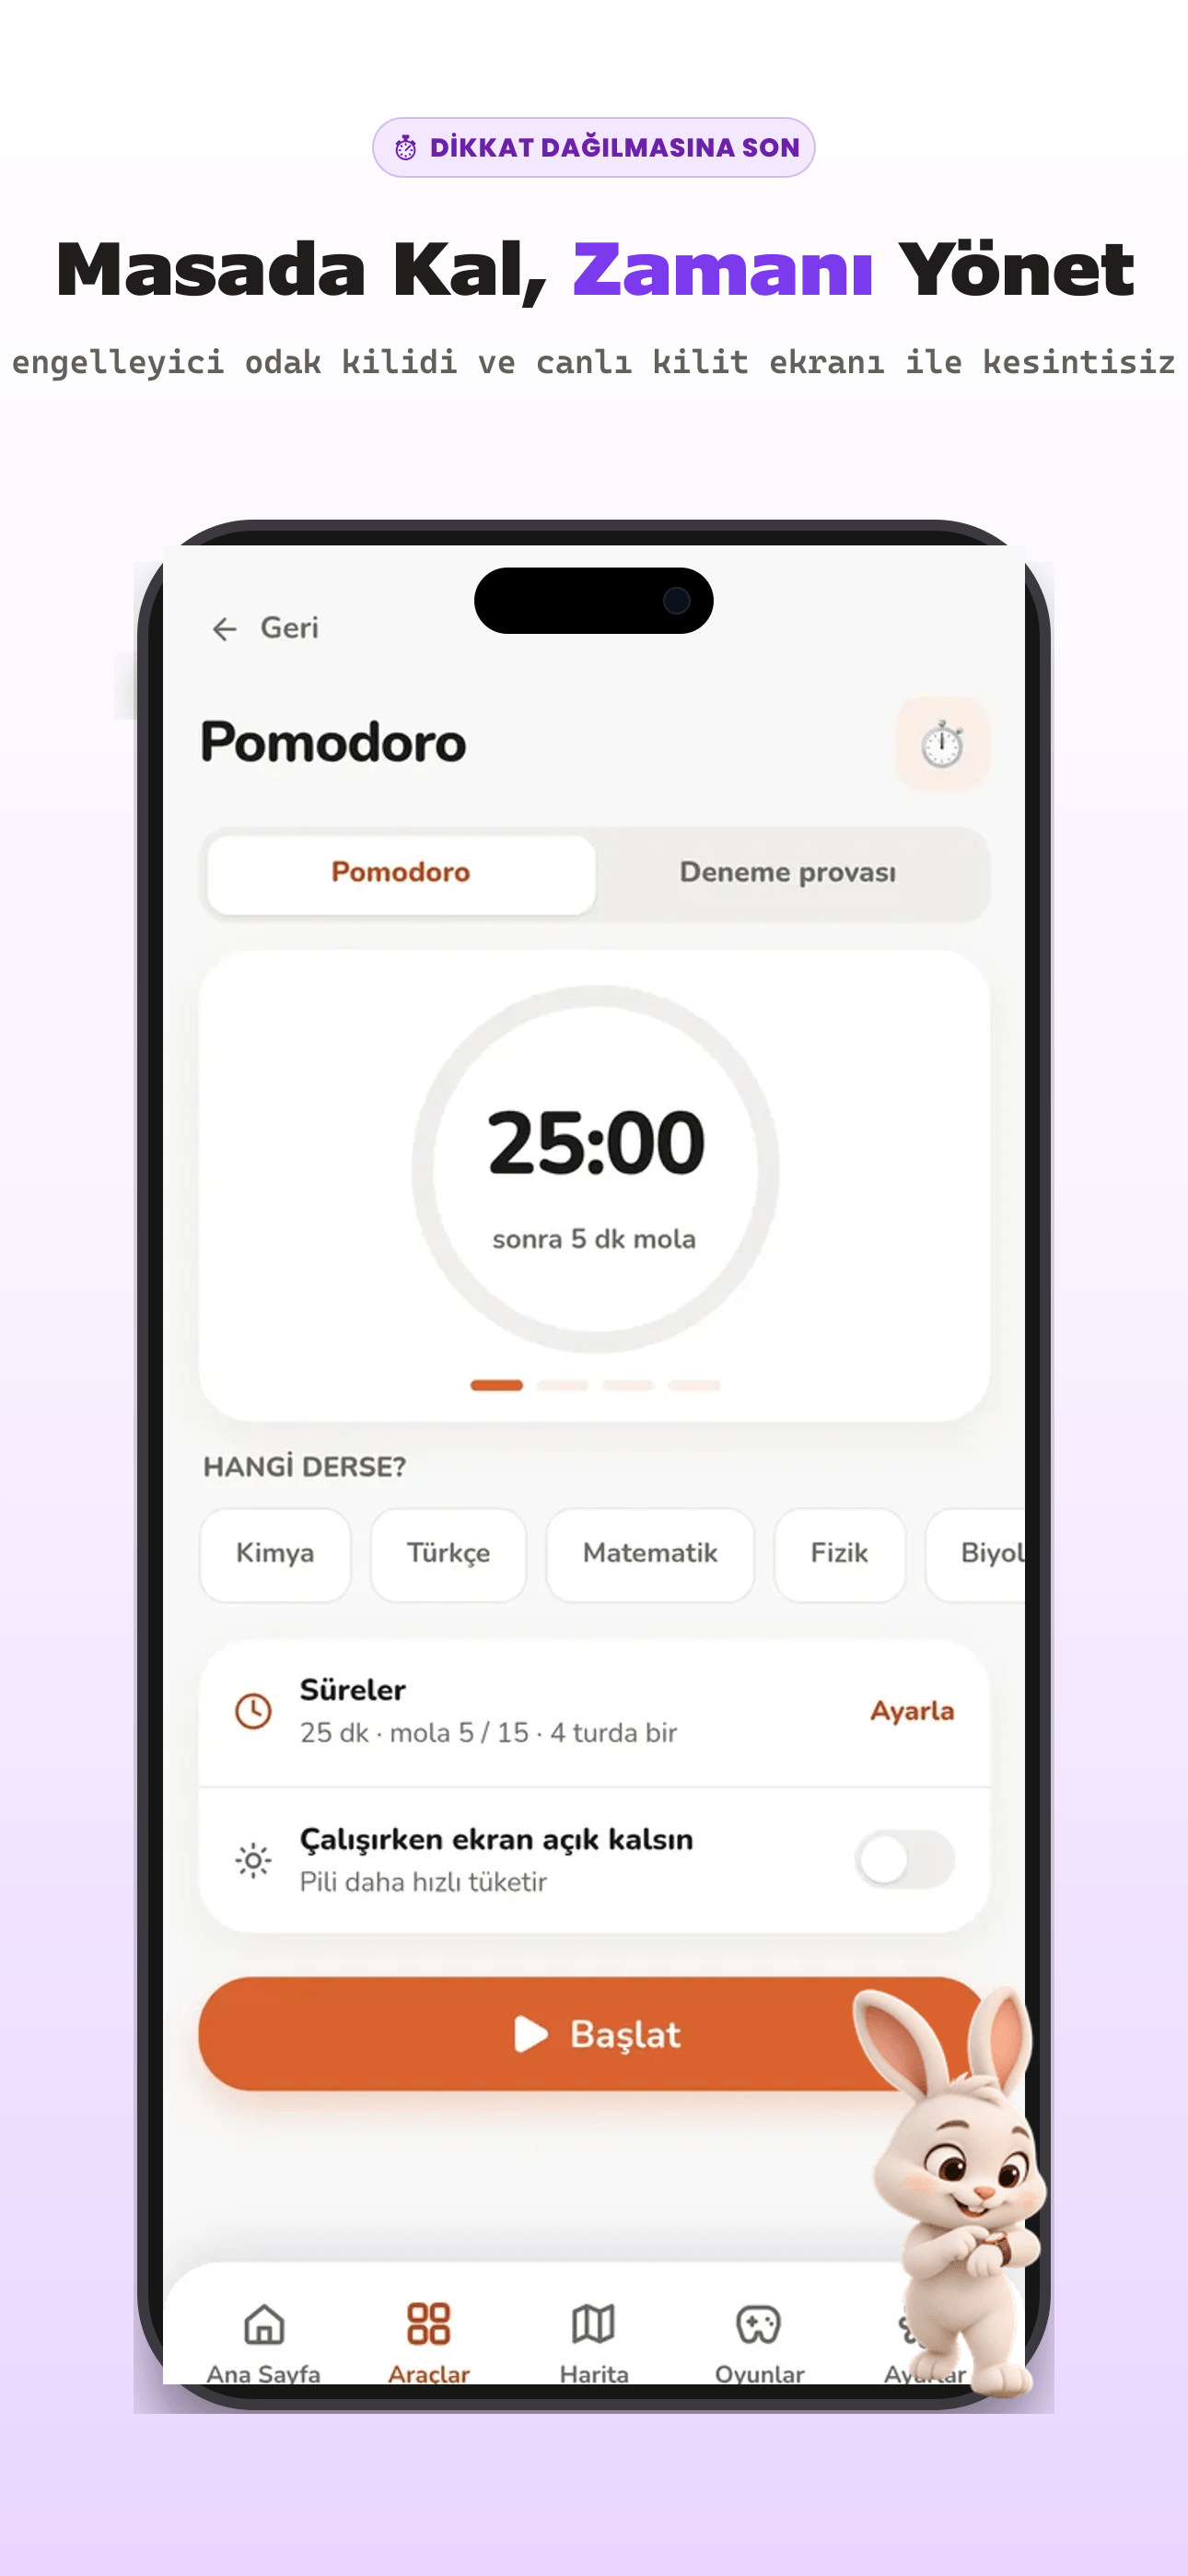 DİKKAT DAĞILMASINA SON
Masada Kal, Zamanı Yönet
engelleyici odak kilidi ve canlı kilit ekranı ile kesintisiz
Geri
Pomodoro
Pomodoro
Deneme provası
25:00
sonra 5 dk mola
HANGİ DERSE?
Kimya
Türkçe
Matematik
Fizik
Biyol
Süreler
25 dk · mola 5 / 15 · 4 turda bir
Ayarla
Çalışırken ekran açık kalsın
Pili daha hızlı tüketir
Başlat
Ana Sayfa
Araçlar
Harita
Oyunlar